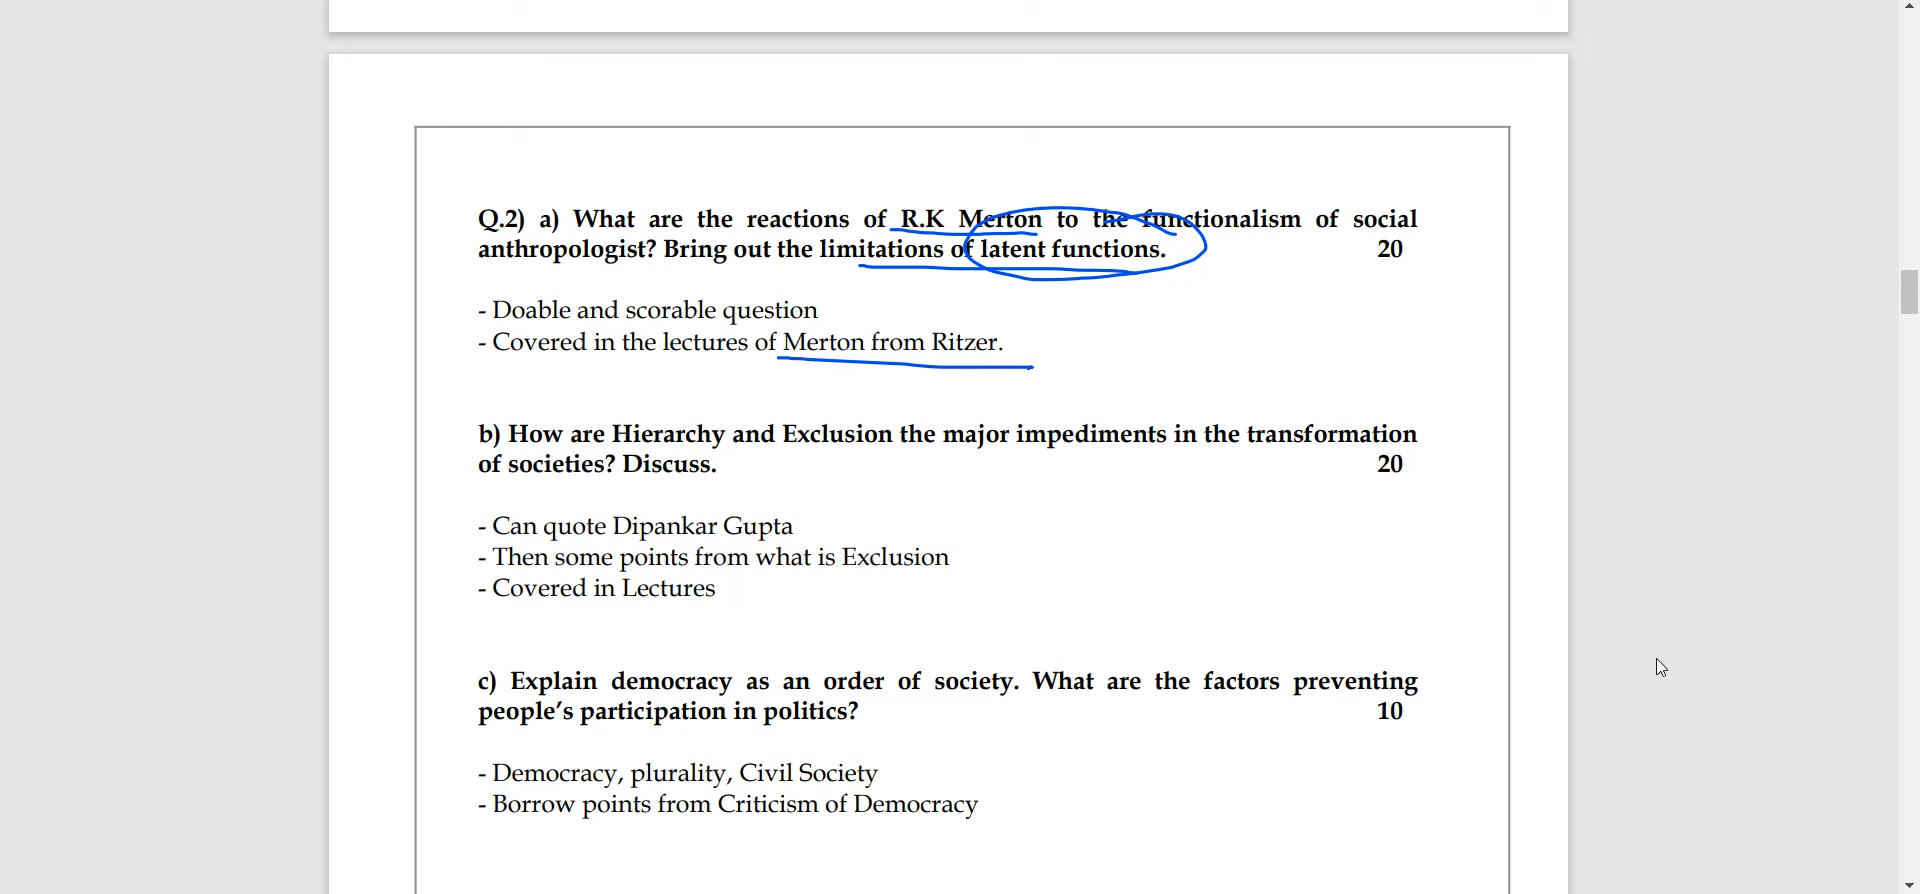 Q.2) a) What are the reactions of R.K Merton to the functionalism of social
anthropologist? Bring out the limitations of latent functions. 20
- Doable and scorable question
- Covered in the lectures of Merton from Ritzer.
b) How are Hierarchy and Exclusion the major impediments in the transformation
of societies? Discuss. 20
- Can quote Dipankar Gupta
- Then some points from what is Exclusion
- Covered in Lectures
c) Explain democracy as an order of society. What are the factors preventing
people’s participation in politics? 10
- Democracy, plurality, Civil Society
- Borrow points from Criticism of Democracy